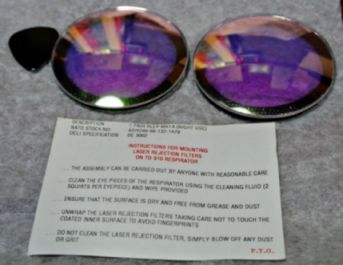 DESCRIPTION
NATO STOCK NO
DCLI SPECIFICATION
INSTRUCTIONS FOR MOUNTING
LASER REJECTION FILTERS
ON TO S10 RESPIRATOR
... THE ASSEMBLY CAN BE CARRIED OUT BY ANYONE WITH REASONABLE CARE
... CLEAN THE EYE PIECES OF THE RESPIRATOR USING THE CLEANING FLUID (2
SQUIRTS PER EYEPIECE) AND WIPE PROVIDED
... ENSURE THAT THE SURFACE IS DRY AND FREE FROM GREASE AND DUST
... UNWRAP THE LASER REJECTION FILTERS TAKING CARE NOT TO TOUCH THE
COATED INNER SURFACE TO AVOID FINGERPRINTS
... DO NOT CLEAN THE LASER REJECTION FILTER, SIMPLY BLOW OFF ANY DUST
OR GRIT
P.T.O.